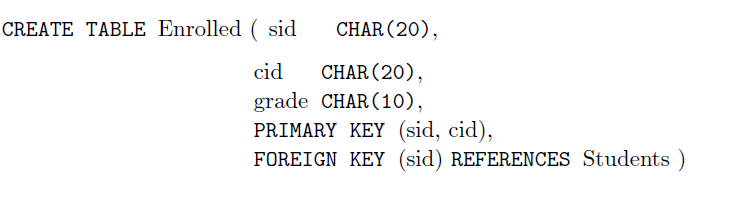 CREATE TABLE Enrolled ( sid CHAR(20),
cid CHAR(20),
grade CHAR(10),
PRIMARY KEY (sid, cid),
FOREIGN KEY (sid) REFERENCES Students )